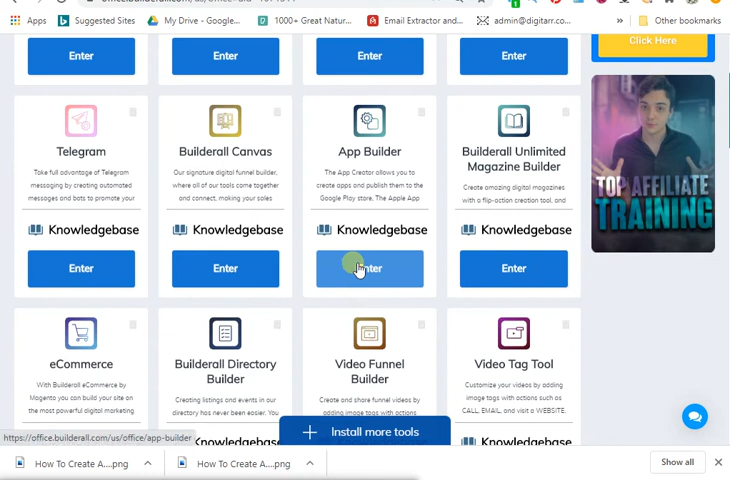 Apps
Suggested Sites
My Drive - Google...
1000+ Great Natur...
Email Extractor and...
admin@digitarr.co...
»
Other bookmarks
Enter
Enter
Enter
Enter
Click Here
Telegram
Take full advantage of Telegram
messaging by creating automated
messages and bots to promote your
Knowledgebase
Enter
Builderall Canvas
Our signature digital funnel builder,
where all of our tools come together
and connect, making your sales
Knowledgebase
Enter
App Builder
The App Creator allows you to
create apps and publish them to the
Google Play store, The Apple App
Knowledgebase
Enter
Builderall Unlimited
Magazine Builder
Create amazing digital magazines
with a flip-action creation tool, and
Knowledgebase
Enter
TOP AFFILIATE
TRAINING
eCommerce
With Builderall eCommerce by
Magento you can build your site on
the most powerful digital marketing
Builderall Directory
Builder
Creating listings and events in our
directory has never been easier. You
Knowledgebase
Video Funnel
Builder
Create and share funnel videos by
adding image tags with actions
Video Tag Tool
Customize your videos by adding
image tags with actions such as
CALL, EMAIL, and visit a WEBSITE.
Knowledgebase
+ Install more tools
https://office.builderall.com/us/office/app-builder
How To Create A....png
How To Create A....png
Show all